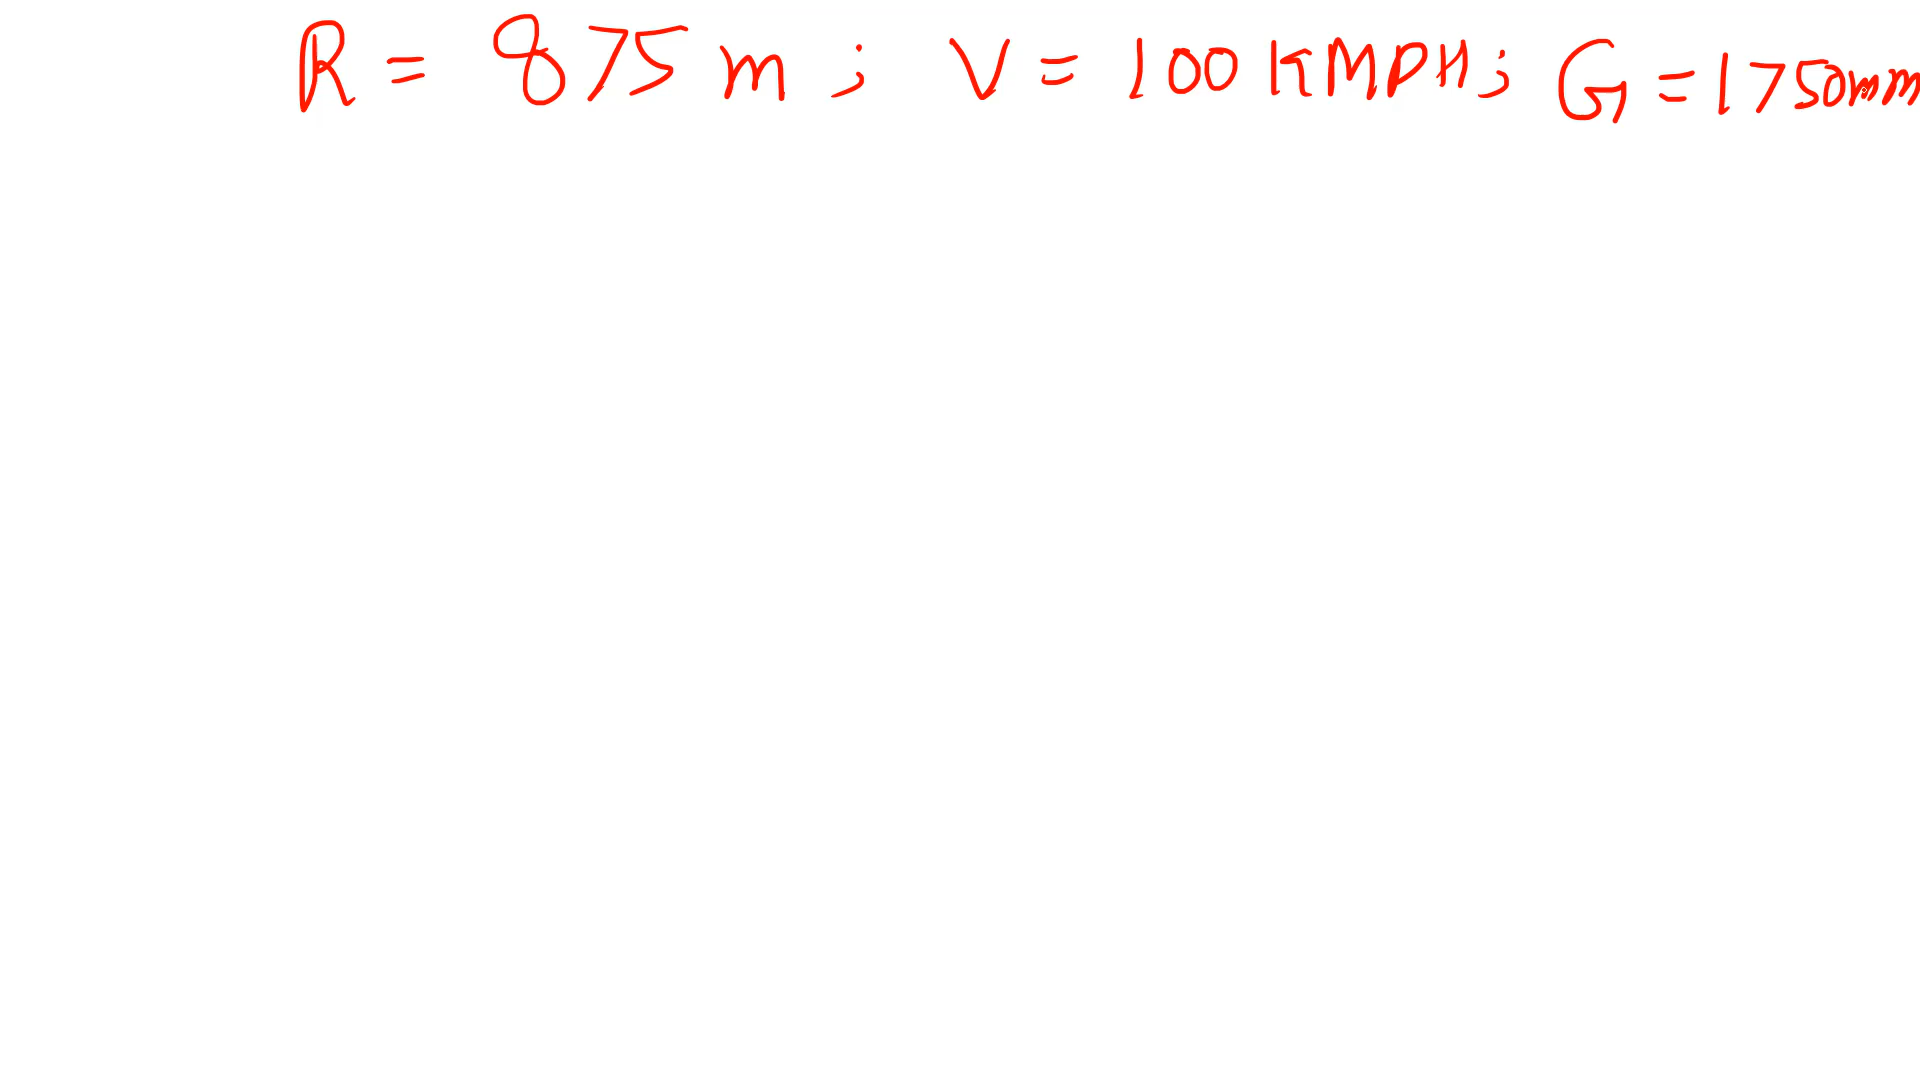 R = 875 m ; V = 100 KMPH ; G = 1750mm